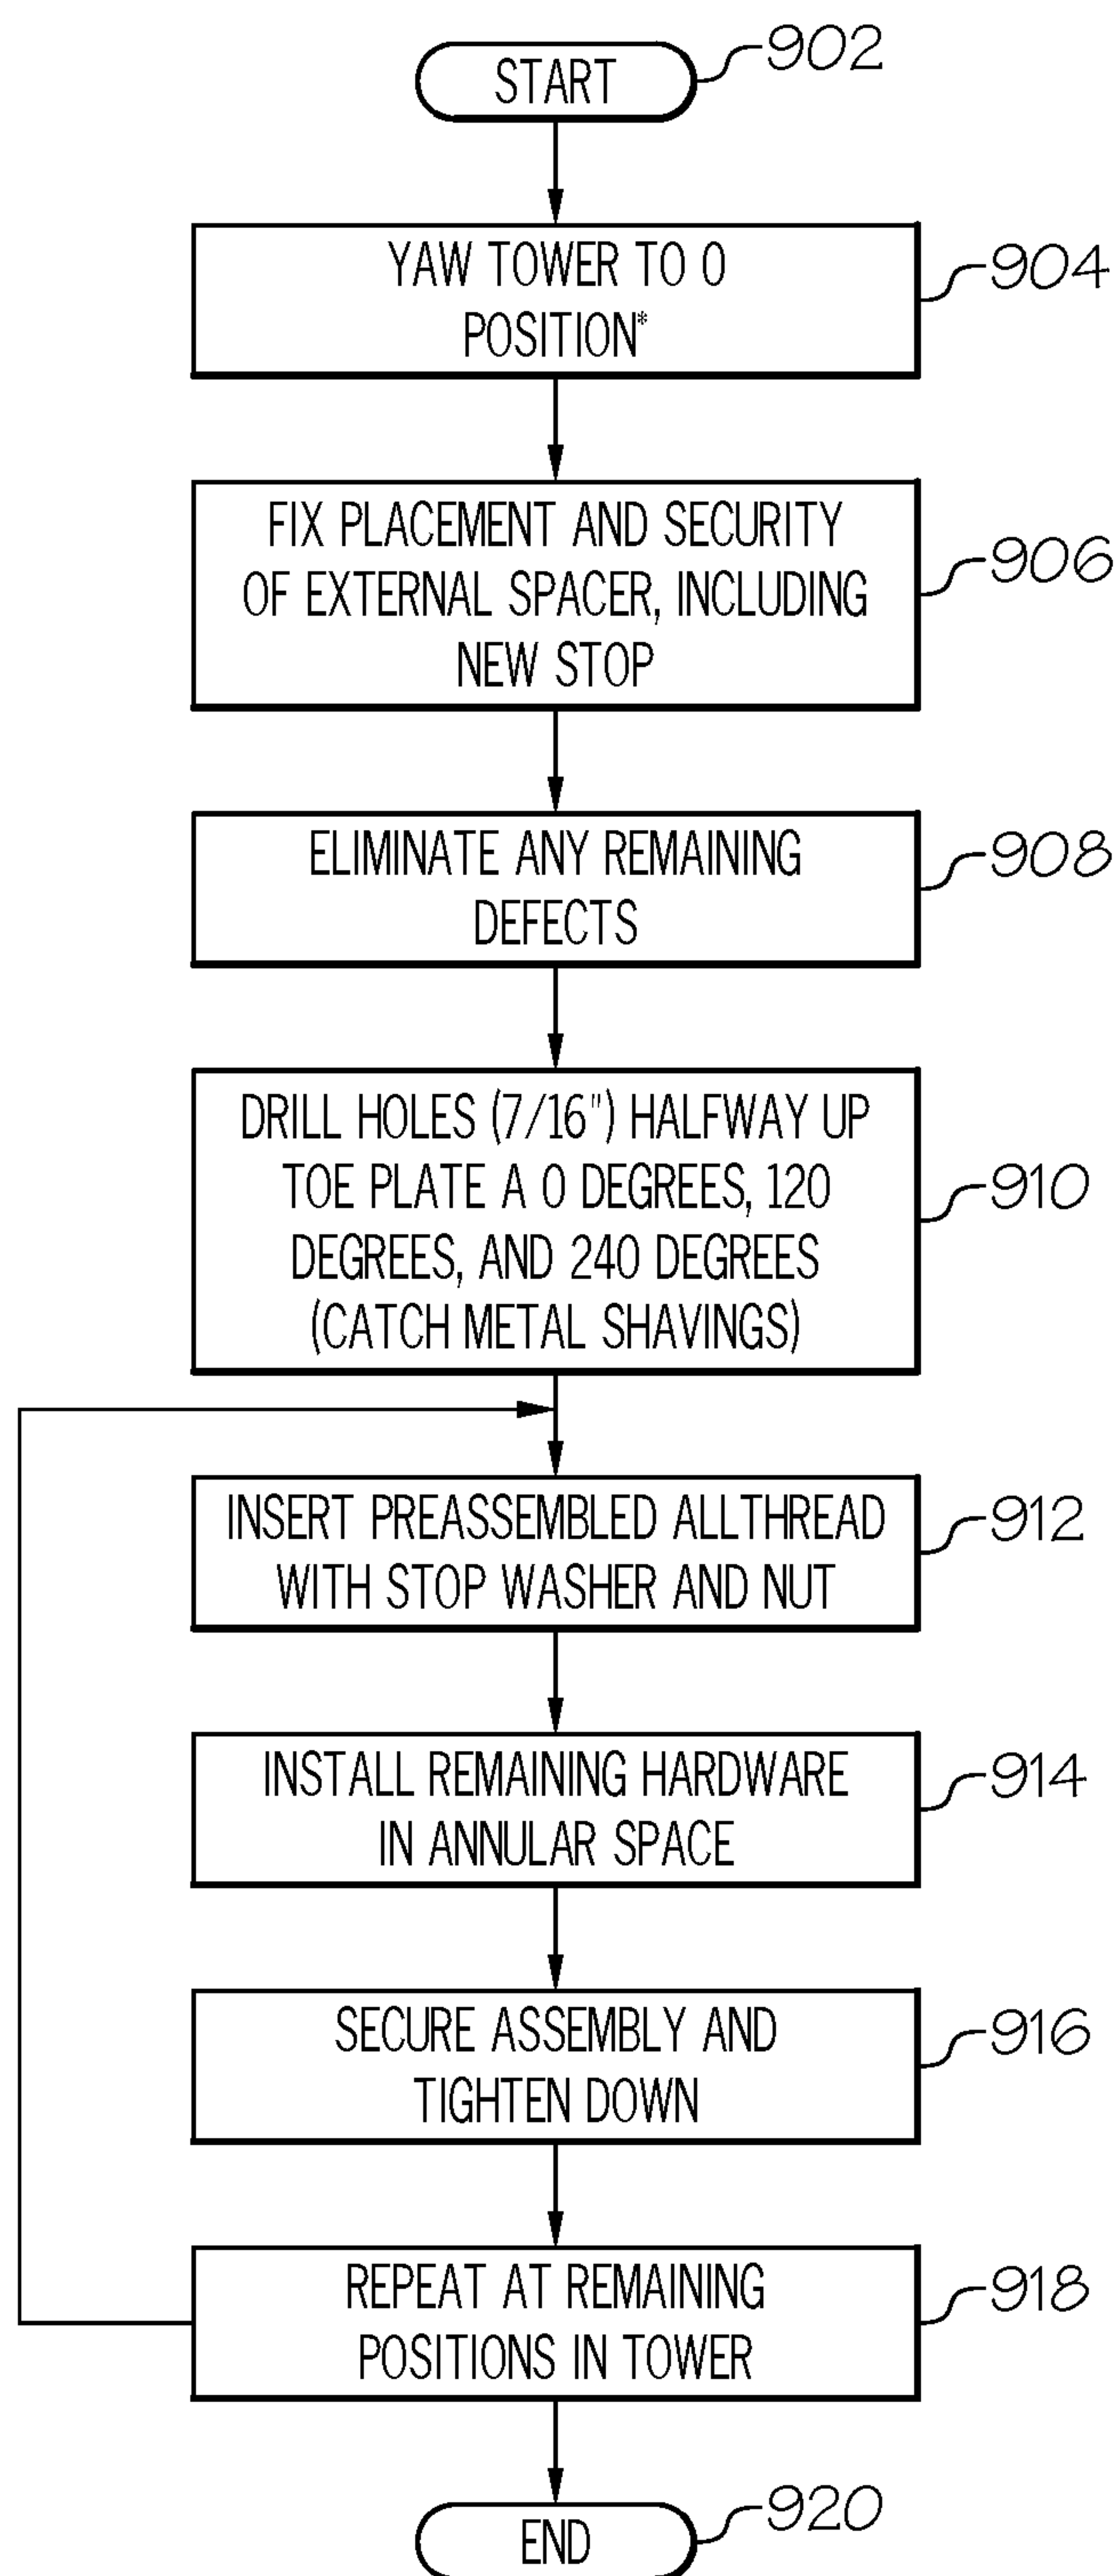 START
902
YAW TOWER TO 0
POSITION*
904
FIX PLACEMENT AND SECURITY
OF EXTERNAL SPACER, INCLUDING
NEW STOP
906
ELIMINATE ANY REMAINING
DEFECTS
908
DRILL HOLES (7/16") HALFWAY UP
TOE PLATE A 0 DEGREES, 120
DEGREES, AND 240 DEGREES
(CATCH METAL SHAVINGS)
910
INSERT PREASSEMBLED ALLTHREAD
WITH STOP WASHER AND NUT
912
INSTALL REMAINING HARDWARE
IN ANNULAR SPACE
914
SECURE ASSEMBLY AND
TIGHTEN DOWN
916
REPEAT AT REMAINING
POSITIONS IN TOWER
918
END
920